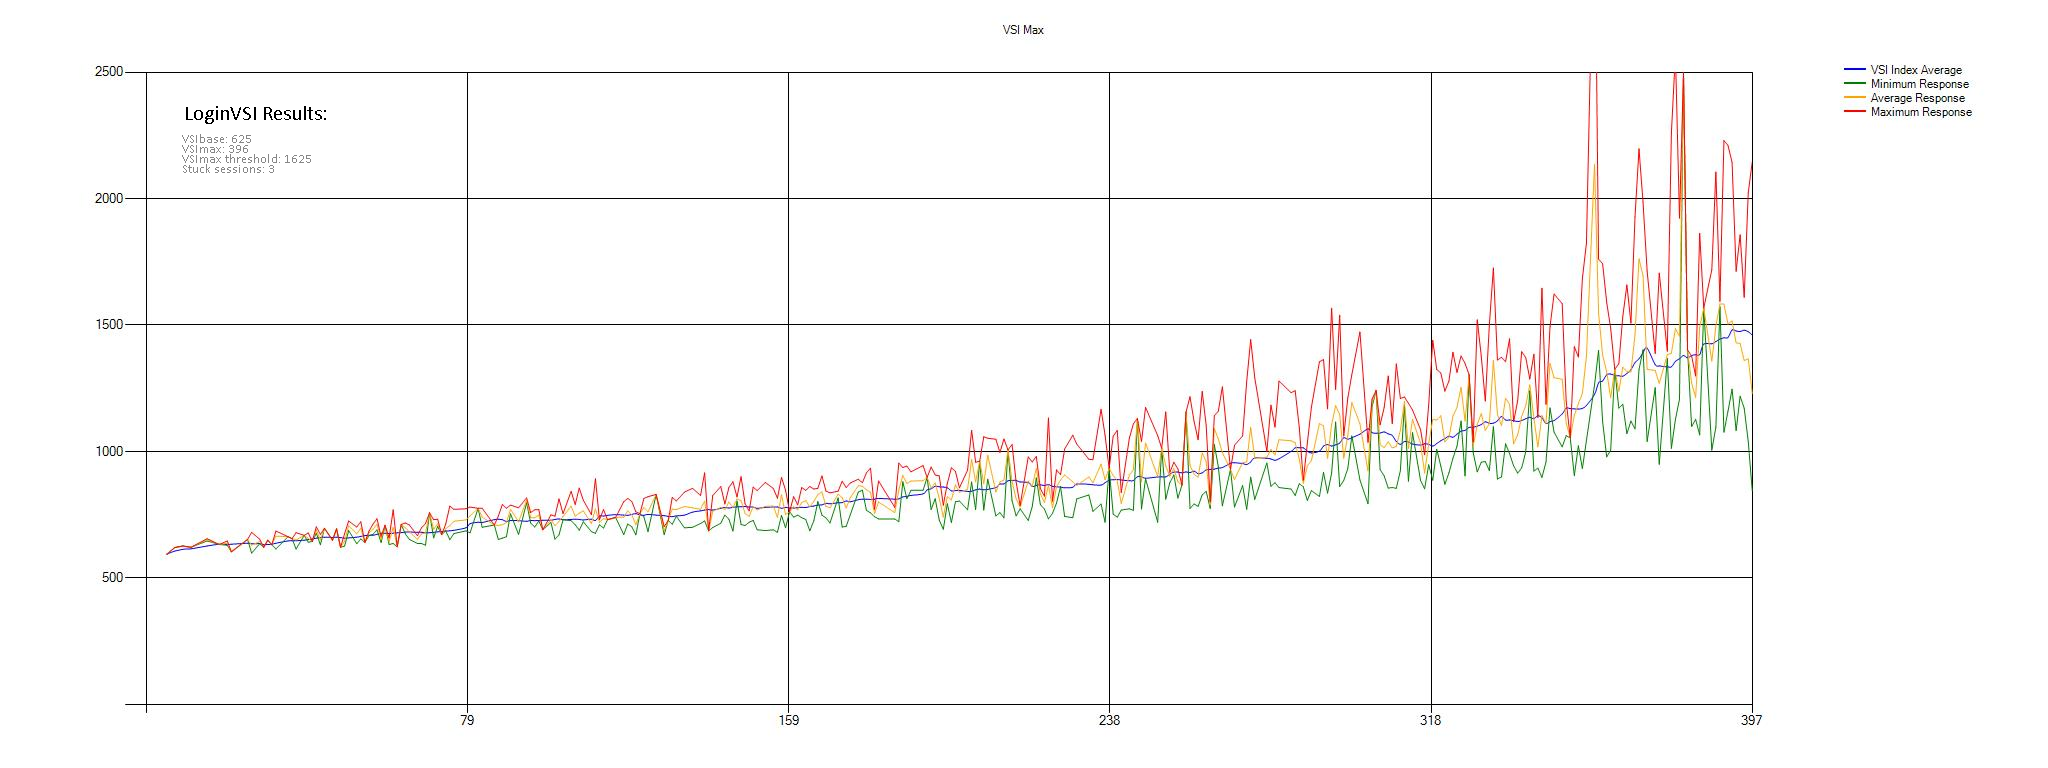 VSI Max
2500
2000
1500
1000
500
LoginVSI Results:
VSIbase: 625
VSImax: 396
VSImax threshold: 1625
Stuck sessions: 3
VSI Index Average
Minimum Response
Average Response
Maximum Response
79 159 238 318 397